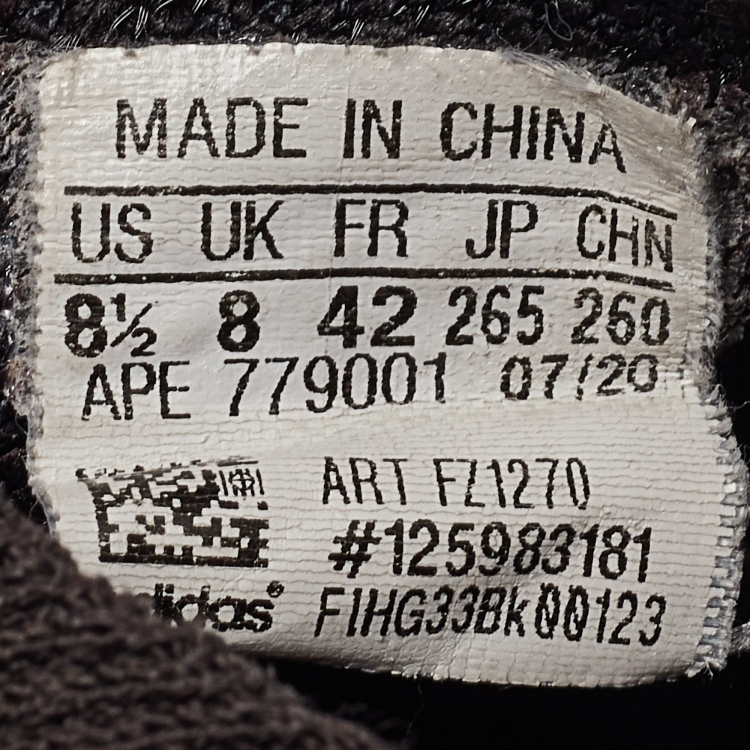 MADE IN CHINA
US UK FR JP CHN
8½ 8 42 265 260
APE 779001 07/20
ART FZ1270
#125983181
adidas® FIHG33Bk00123